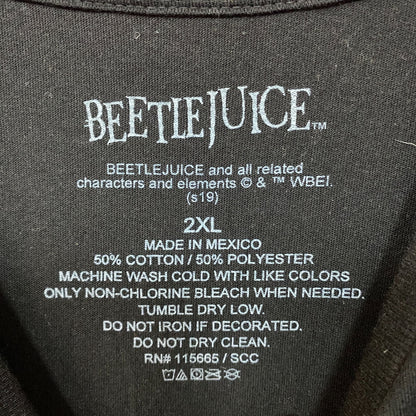 BEETLEJUICE™
BEETLEJUICE and all related
characters and elements © & ™ WBEI.
(s19)
2XL
MADE IN MEXICO
50% COTTON / 50% POLYESTER
MACHINE WASH COLD WITH LIKE COLORS
ONLY NON-CHLORINE BLEACH WHEN NEEDED.
TUMBLE DRY LOW.
DO NOT IRON IF DECORATED.
DO NOT DRY CLEAN.
RN# 115665 / SCC